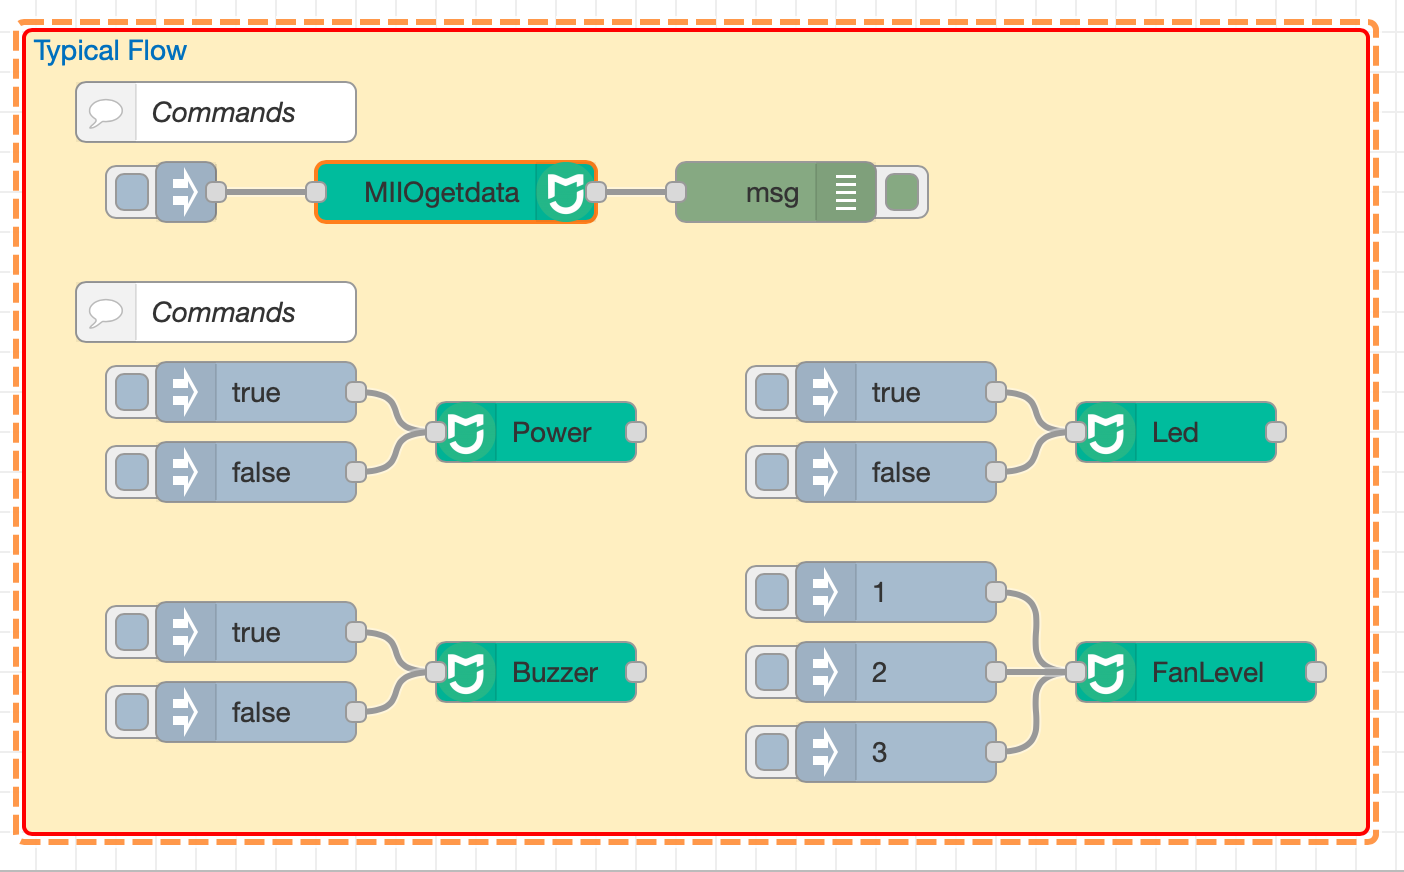 Typical Flow
Commands
MIIOgetdata
msg
Commands
true
false
Power
true
false
Led
true
false
Buzzer
1
2
3
FanLevel